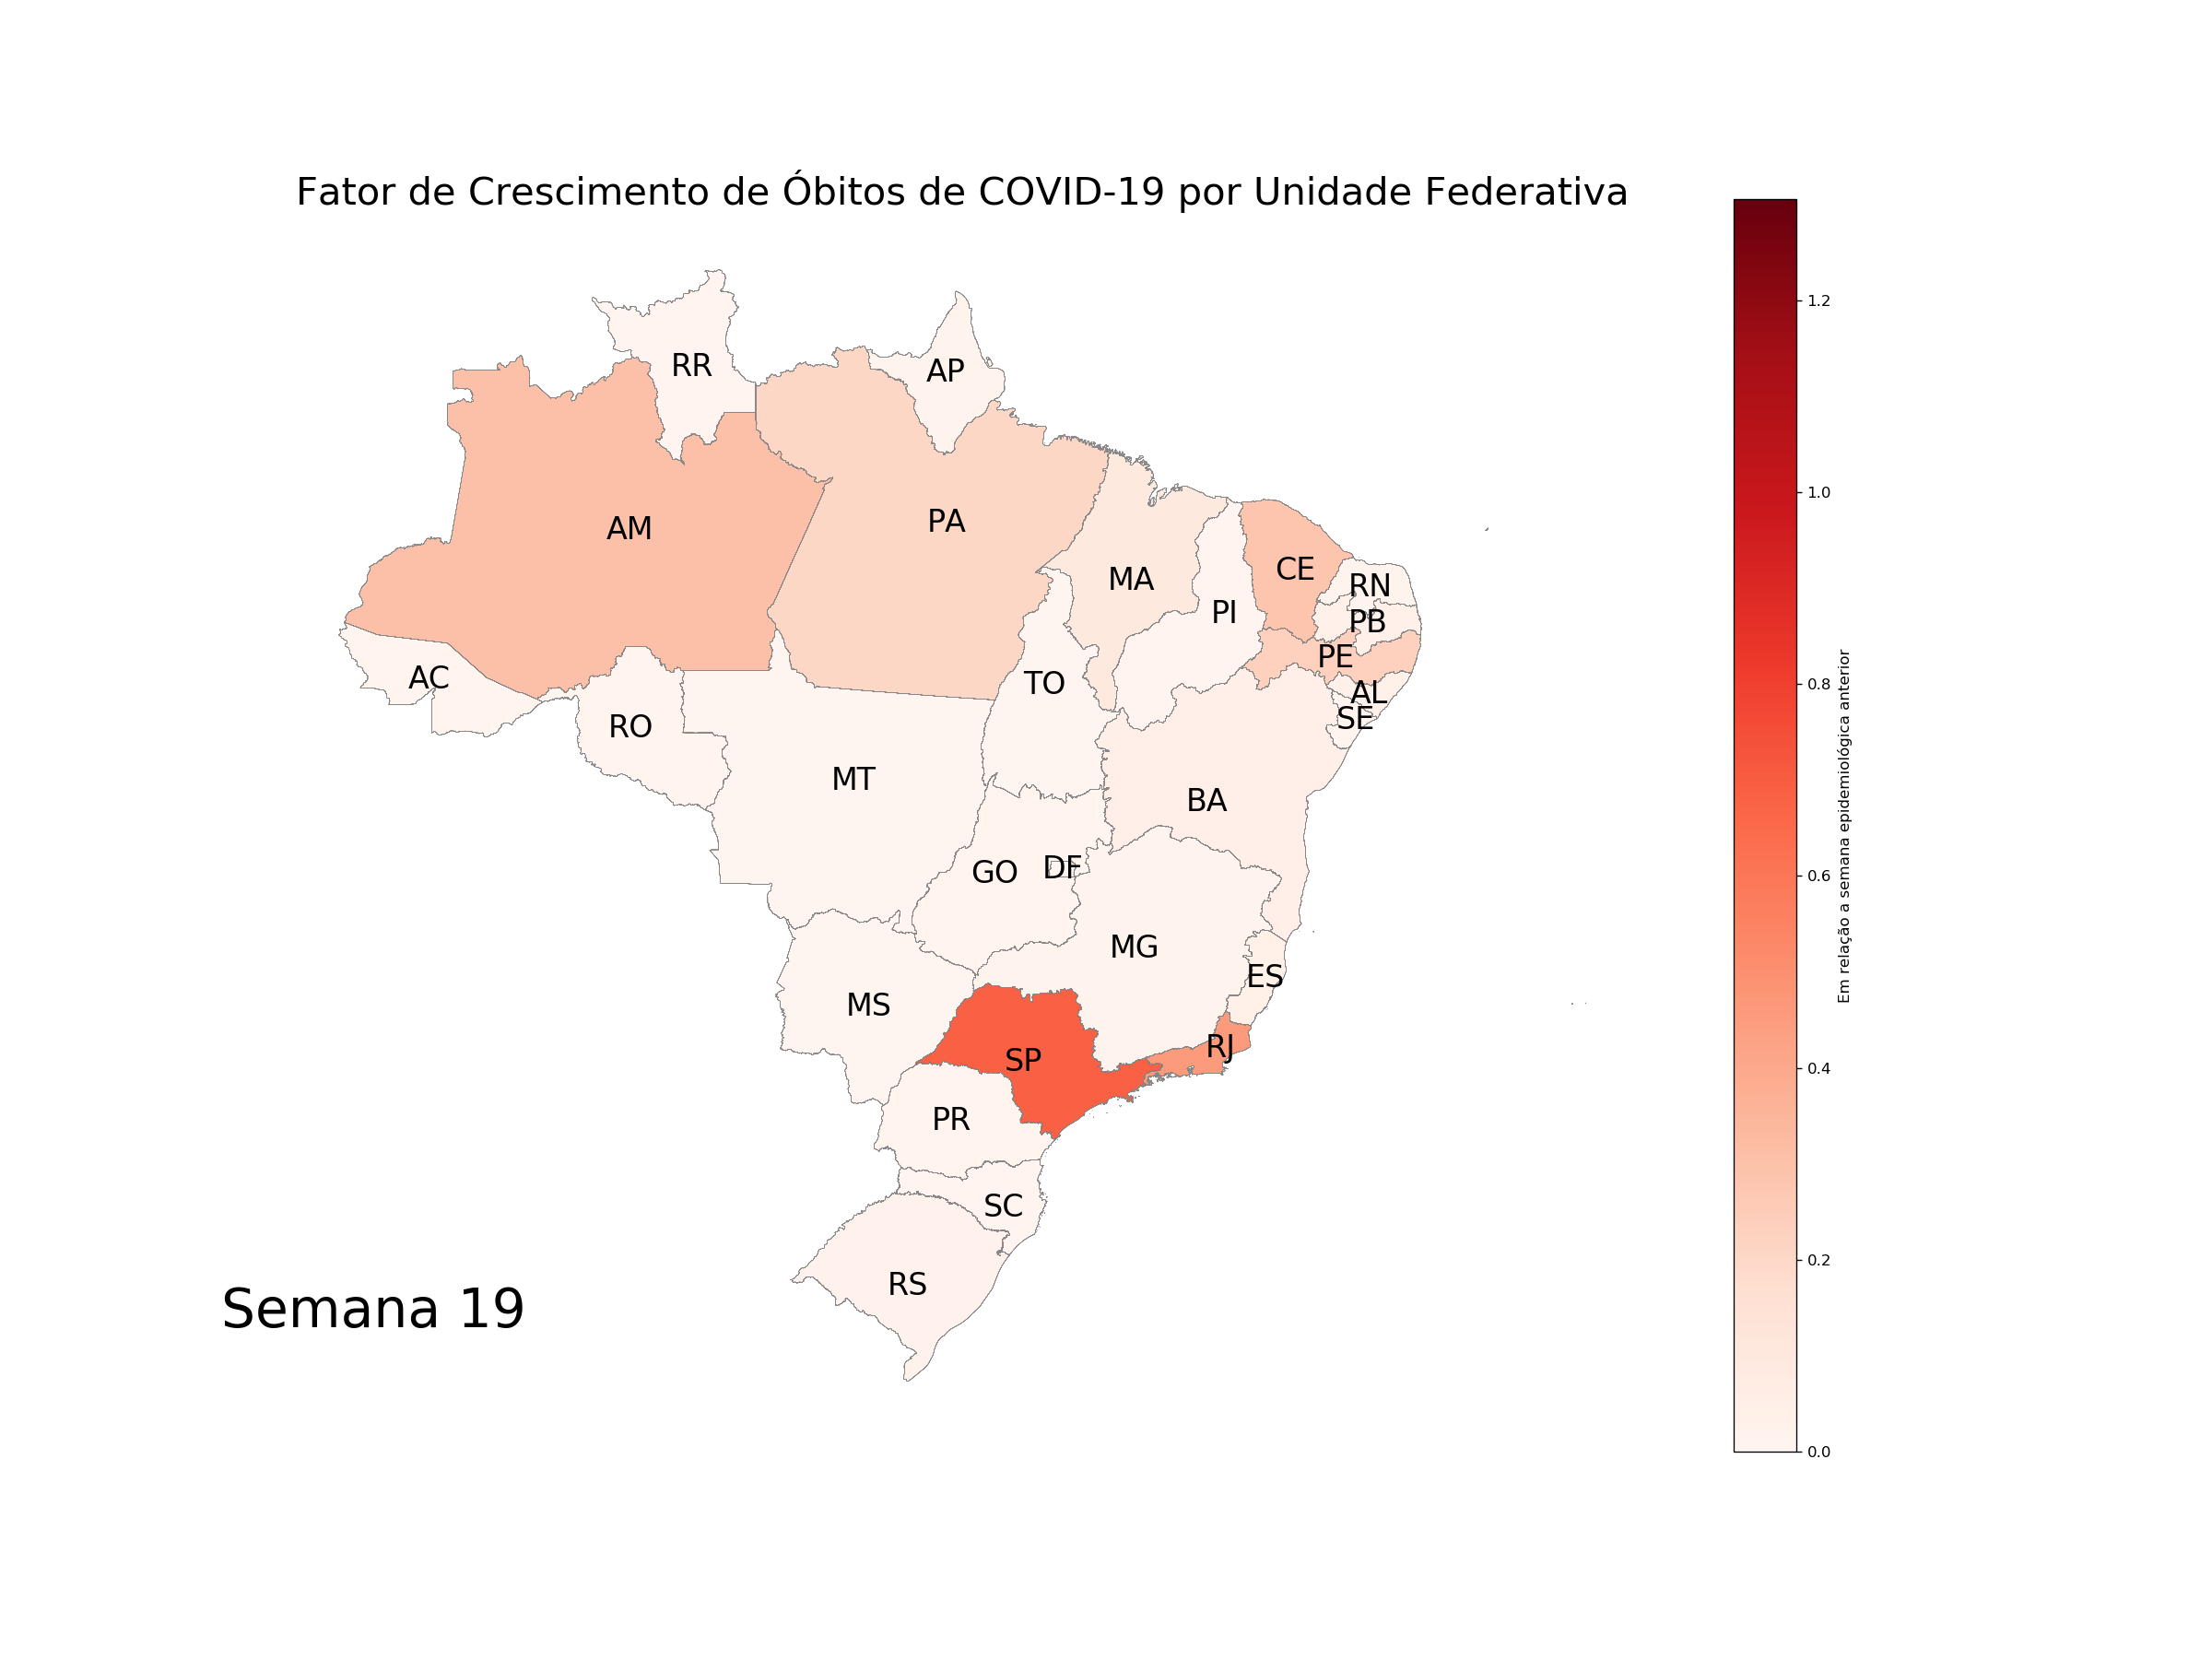 Fator de Crescimento de Óbitos de COVID-19 por Unidade Federativa
RR
AP
AM
PA
MA
CE
RN
PI
PB
PE
AC
TO
AL
SE
RO
MT
BA
GO
DF
MG
ES
MS
RJ
SP
PR
SC
RS
Semana 19
1.2
1.0
0.8
0.6
0.4
0.2
0.0
Em relação a semana epidemiológica anterior